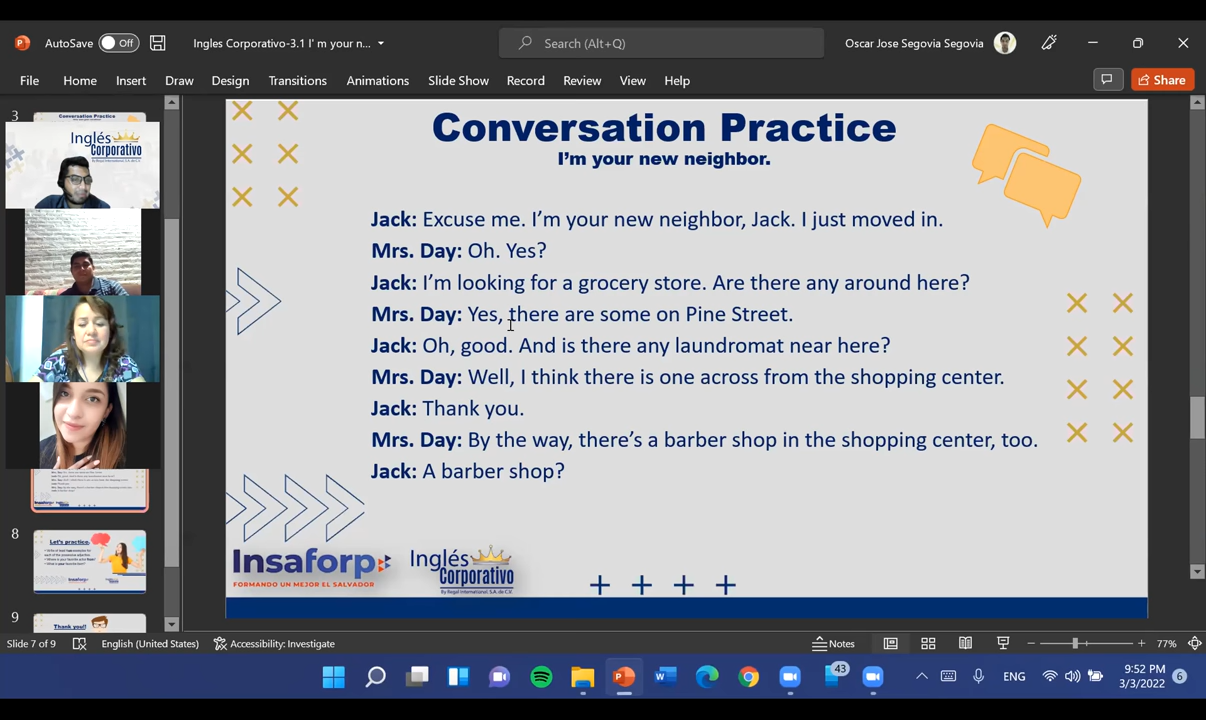 AutoSave Off Ingles Corporativo-3.1 I' m your n... Search (Alt+Q) Oscar Jose Segovia Segovia
File Home Insert Draw Design Transitions Animations Slide Show Record Review View Help Share
3
Conversation Practice
Inglés
Corporativo
8
Let's practice.
9
Thank you!
Conversation Practice
I'm your new neighbor.
Jack: Excuse me. I'm your new neighbor, Jack. I just moved in.
Mrs. Day: Oh. Yes?
Jack: I'm looking for a grocery store. Are there any around here?
Mrs. Day: Yes, there are some on Pine Street.
Jack: Oh, good. And is there any laundromat near here?
Mrs. Day: Well, I think there is one across from the shopping center.
Jack: Thank you.
Mrs. Day: By the way, there's a barber shop in the shopping center, too.
Jack: A barber shop?
Insaforp
FORMANDO UN MEJOR EL SALVADOR
Inglés
Corporativo
By Regal International, S.A. de C.V.
Slide 7 of 9 English (United States) Accessibility: Investigate Notes 77%
43 ENG 9:52 PM 6
3/3/2022